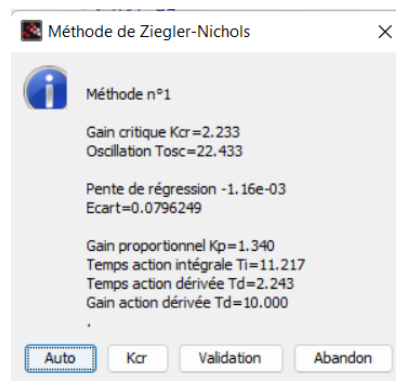 Méthode de Ziegler-Nichols
Méthode n°1
Gain critique Kcr=2.233
Oscillation Tosc=22.433
Pente de régression -1.16e-03
Ecart=0.0796249
Gain proportionnel Kp=1.340
Temps action intégrale Ti=11.217
Temps action dérivée Td=2.243
Gain action dérivée Td=10.000
.
Auto Kcr Validation Abandon